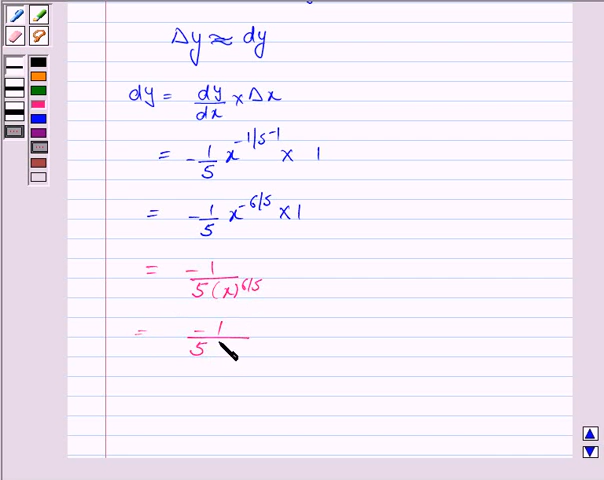 Δy ≈ dy
dy = dy/dx × Δx
= -1/5 x^-1/5-1 × 1
= -1/5 x^-6/5 × 1
= -1/5(x)^6/5
= -1/5